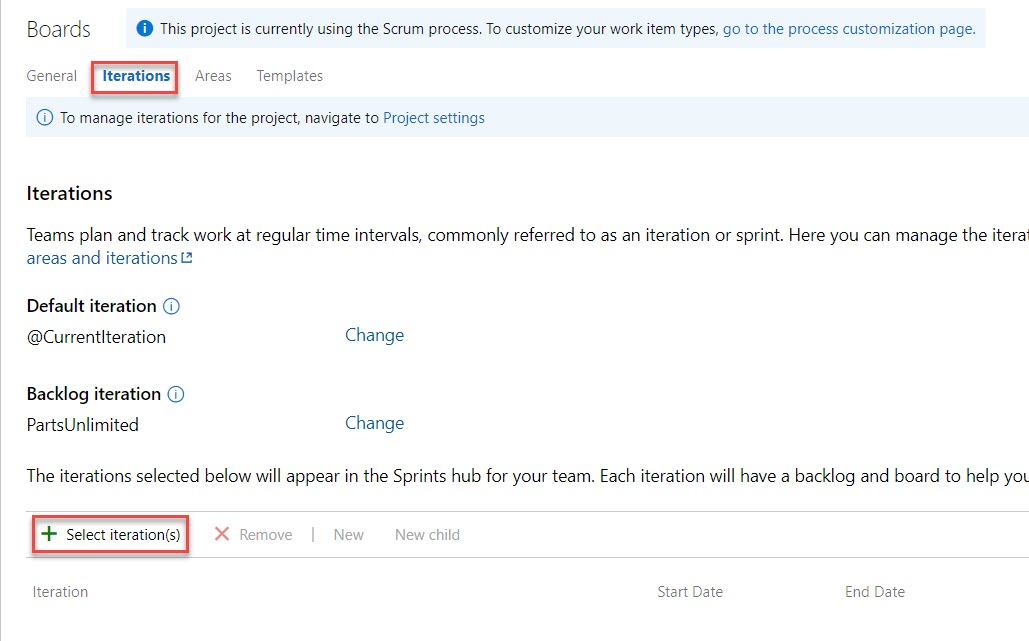 Boards
This project is currently using the Scrum process. To customize your work item types, go to the process customization page.
General Iterations Areas Templates
To manage iterations for the project, navigate to Project settings
Iterations
Teams plan and track work at regular time intervals, commonly referred to as an iteration or sprint. Here you can manage the
areas and iterations
Default iteration
@CurrentIteration Change
Backlog iteration
PartsUnlimited Change
The iterations selected below will appear in the Sprints hub for your team. Each iteration will have a backlog and board to help you
Select iteration(s) Remove | New New child
Iteration Start Date End Date